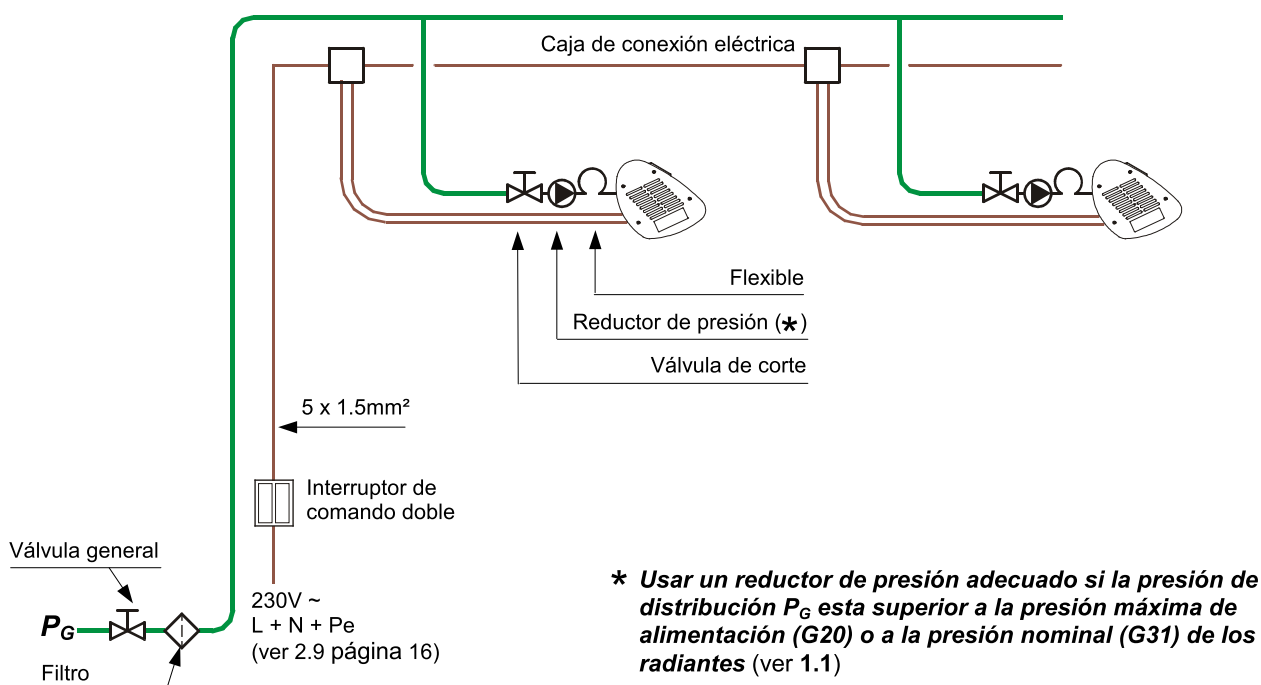 Caja de conexión eléctrica
Flexible
Reductor de presión (*)
Válvula de corte
5 x 1.5mm²
Interruptor de
comando doble
Válvula general
230V ~
L + N + Pe
(ver 2.9 página 16)
PG
Filtro
* Usar un reductor de presión adecuado si la presión de
distribución PG esta superior a la presión máxima de
alimentación (G20) o a la presión nominal (G31) de los
radiantes (ver 1.1)